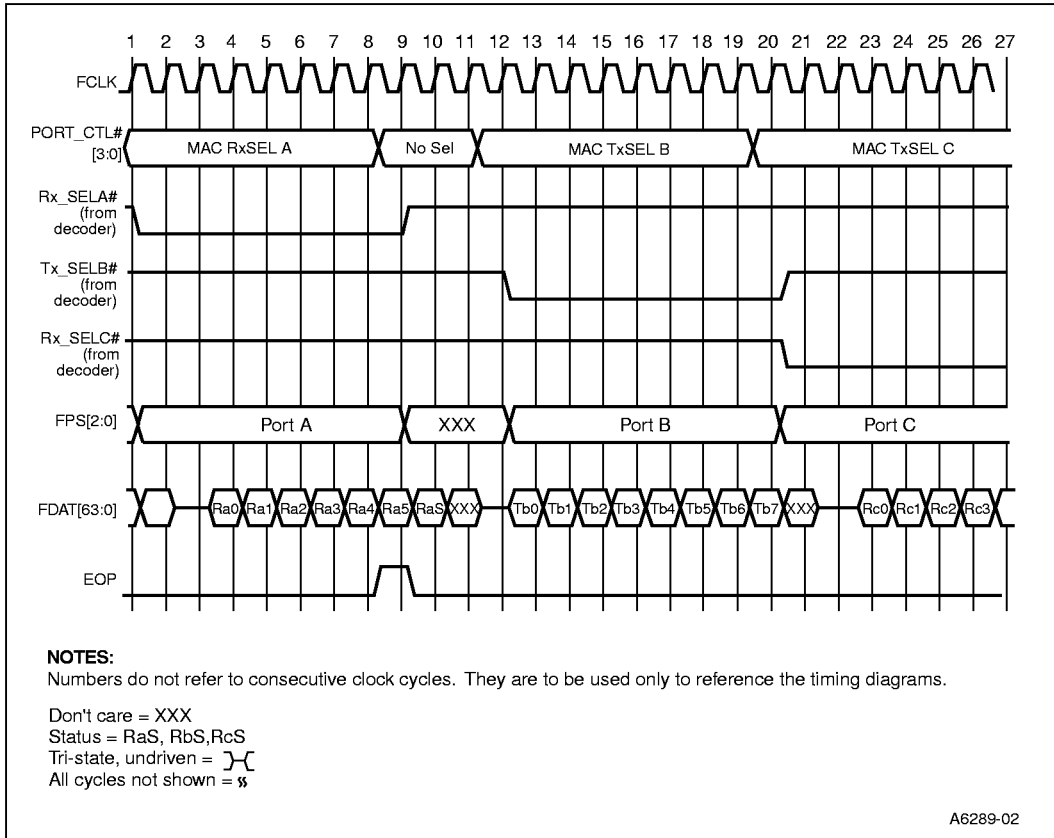 1 2 3 4 5 6 7 8 9 10 11 12 13 14 15 16 17 18 19 20 21 22 23 24 25 26 27
FCLK
PORT_CTL#
[3:0]
MAC RxSEL A No Sel MAC TxSEL B MAC TxSEL C
Rx_SELA#
(from
decoder)
Tx_SELB#
(from
decoder)
Rx_SELC#
(from
decoder)
FPS[2:0] Port A XXX Port B Port C
FDAT[63:0] Ra0 Ra1 Ra2 Ra3 Ra4 Ra5 RaS XXX Tb0 Tb1 Tb2 Tb3 Tb4 Tb5 Tb6 Tb7 XXX Rc0 Rc1 Rc2 Rc3
EOP
NOTES:
Numbers do not refer to consecutive clock cycles. They are to be used only to reference the timing diagrams.
Don't care = XXX
Status = RaS, RbS,RcS
Tri-state, undriven =
All cycles not shown =
A6289-02